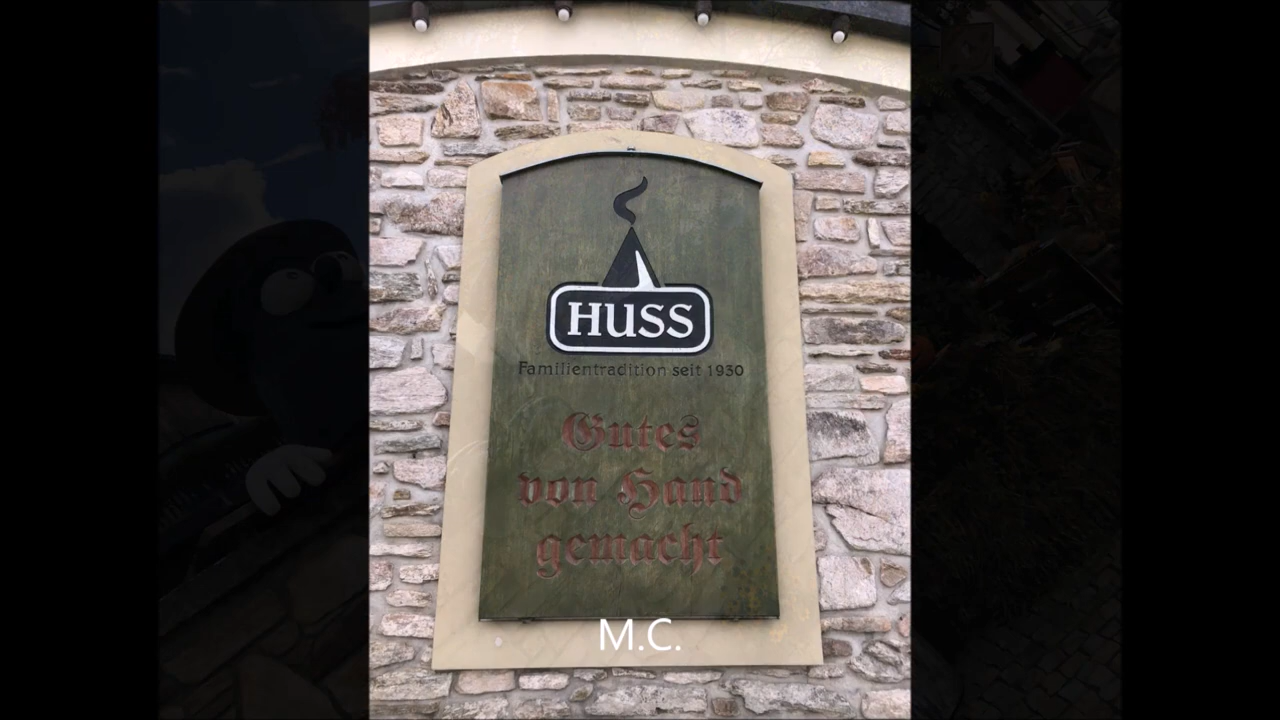 HUSS
Familientradition seit 1930
Gutes
von Hand
gemacht
M.C.